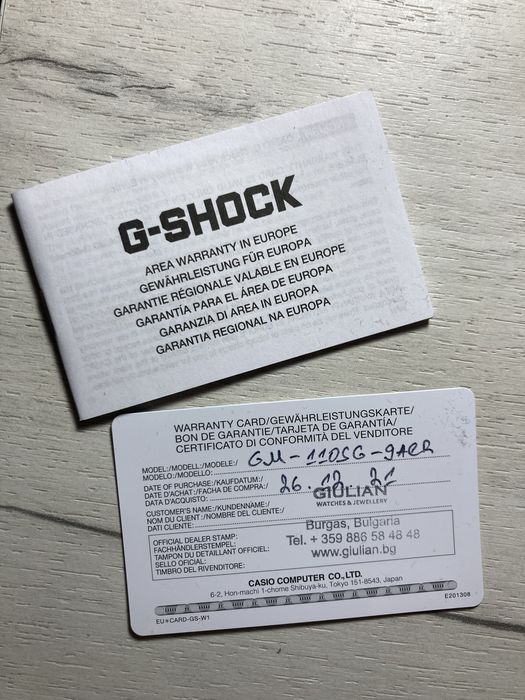 G-SHOCK
AREA WARRANTY IN EUROPE
GEWÄHRLEISTUNG FÜR EUROPA
GARANTIE RÉGIONALE VALABLE EN EUROPE
GARANTÍA PARA EL ÁREA DE EUROPA
GARANZIA DI AREA IN EUROPA
GARANTIA REGIONAL NA EUROPA
WARRANTY CARD/GEWÄHRLEISTUNGSKARTE/
BON DE GARANTIE/TARJETA DE GARANTÍA/
CERTIFICATO DI CONFORMITÀ DEL VENDITORE
MODEL:/MODELL:/MODELE:/
MODELO:/MODELLO: GM-110SG-9AER
DATE OF PURCHASE:/KAUFDATUM:/
DATE D'ACHAT:/FACHA DE COMPRA:/
DATA D'ACQUISTO: 26.12.21
GIULIAN
WATCHES & JEWELLERY
CUSTOMER'S NAME:/KUNDENNAME:/
NOM DU CLIENT:/NOMBRE DEL CLIENTE:/
DATI CLIENTE:
OFFICIAL DEALER STAMP:
FACHHÄNDLERSTEMPEL:
TAMPON DU DETAILLANT OFFICIEL:
SELLO OFICIAL:
TIMBRO DEL RIVENDITORE:
Burgas, Bulgaria
Tel. + 359 886 58 48 48
www.giulian.bg
CASIO COMPUTER CO., LTD.
6-2, Hon-machi 1-chome Shibuya-ku, Tokyo 151-8543, Japan
EU∗CARD-GS-W1
E201308